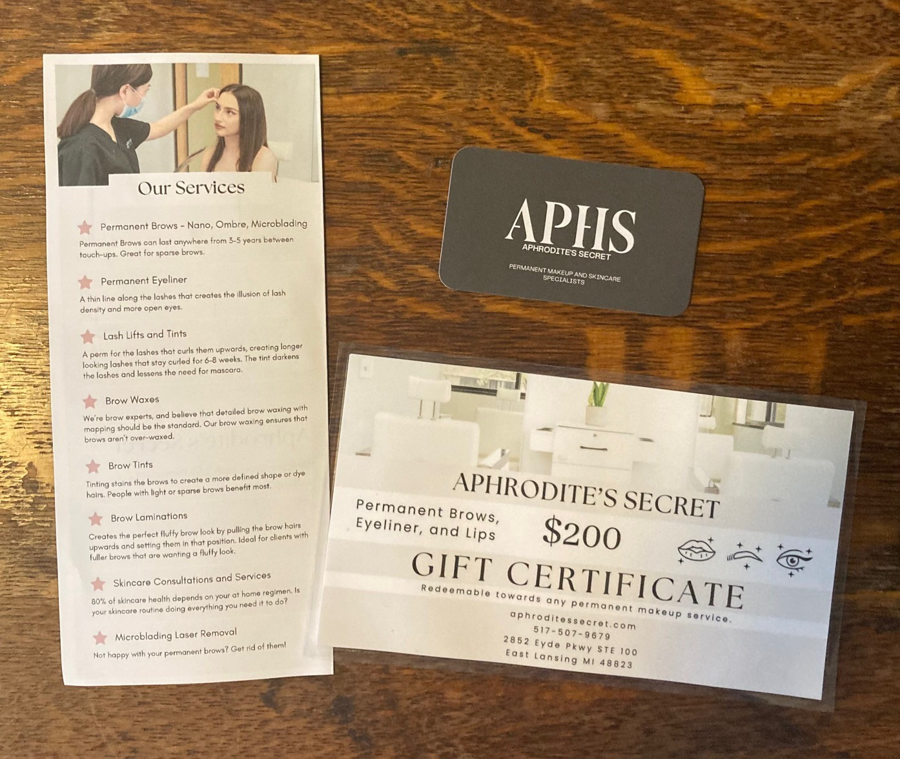 Our Services
Permanent Brows - Nano, Ombre, Microblading
Permanent Brows can last anywhere from 3-5 years between
touch-ups. Great for sparse brows.
Permanent Eyeliner
A thin line along the lashes that creates the illusion of lash
density and more open eyes.
Lash Lifts and Tints
A perm for the lashes that curls them upwards, creating longer
looking lashes that stay curled for 6-8 weeks. The tint darkens
the lashes and lessens the need for mascara.
Brow Waxes
We're brow experts, and believe that detailed brow waxing with
mapping should be the standard. Our brow waxing ensures that
brows aren't over-waxed.
Brow Tints
Tinting stains the brows to create a more defined shape or dye
hairs. People with light or sparse brows benefit most.
Brow Laminations
Creates the perfect fluffy brow look by pulling the brow hairs
upwards and setting them in that position. Ideal for clients with
fuller brows that are wanting a fluffy look.
Skincare Consultations and Services
80% of skincare health depends on your at home regimen. Is
your skincare routine doing everything you need it to do?
Microblading Laser Removal
Not happy with your permanent brows? Get rid of them!
APHS
APHRODITE'S SECRET
PERMANENT MAKEUP AND SKINCARE
SPECIALISTS
APHRODITE'S SECRET
Permanent Brows,
Eyeliner, and Lips
$200
GIFT CERTIFICATE
Redeemable towards any permanent makeup service.
aphroditessecret.com
517-507-9679
2852 Eyde Pkwy STE 100
East Lansing MI 48823